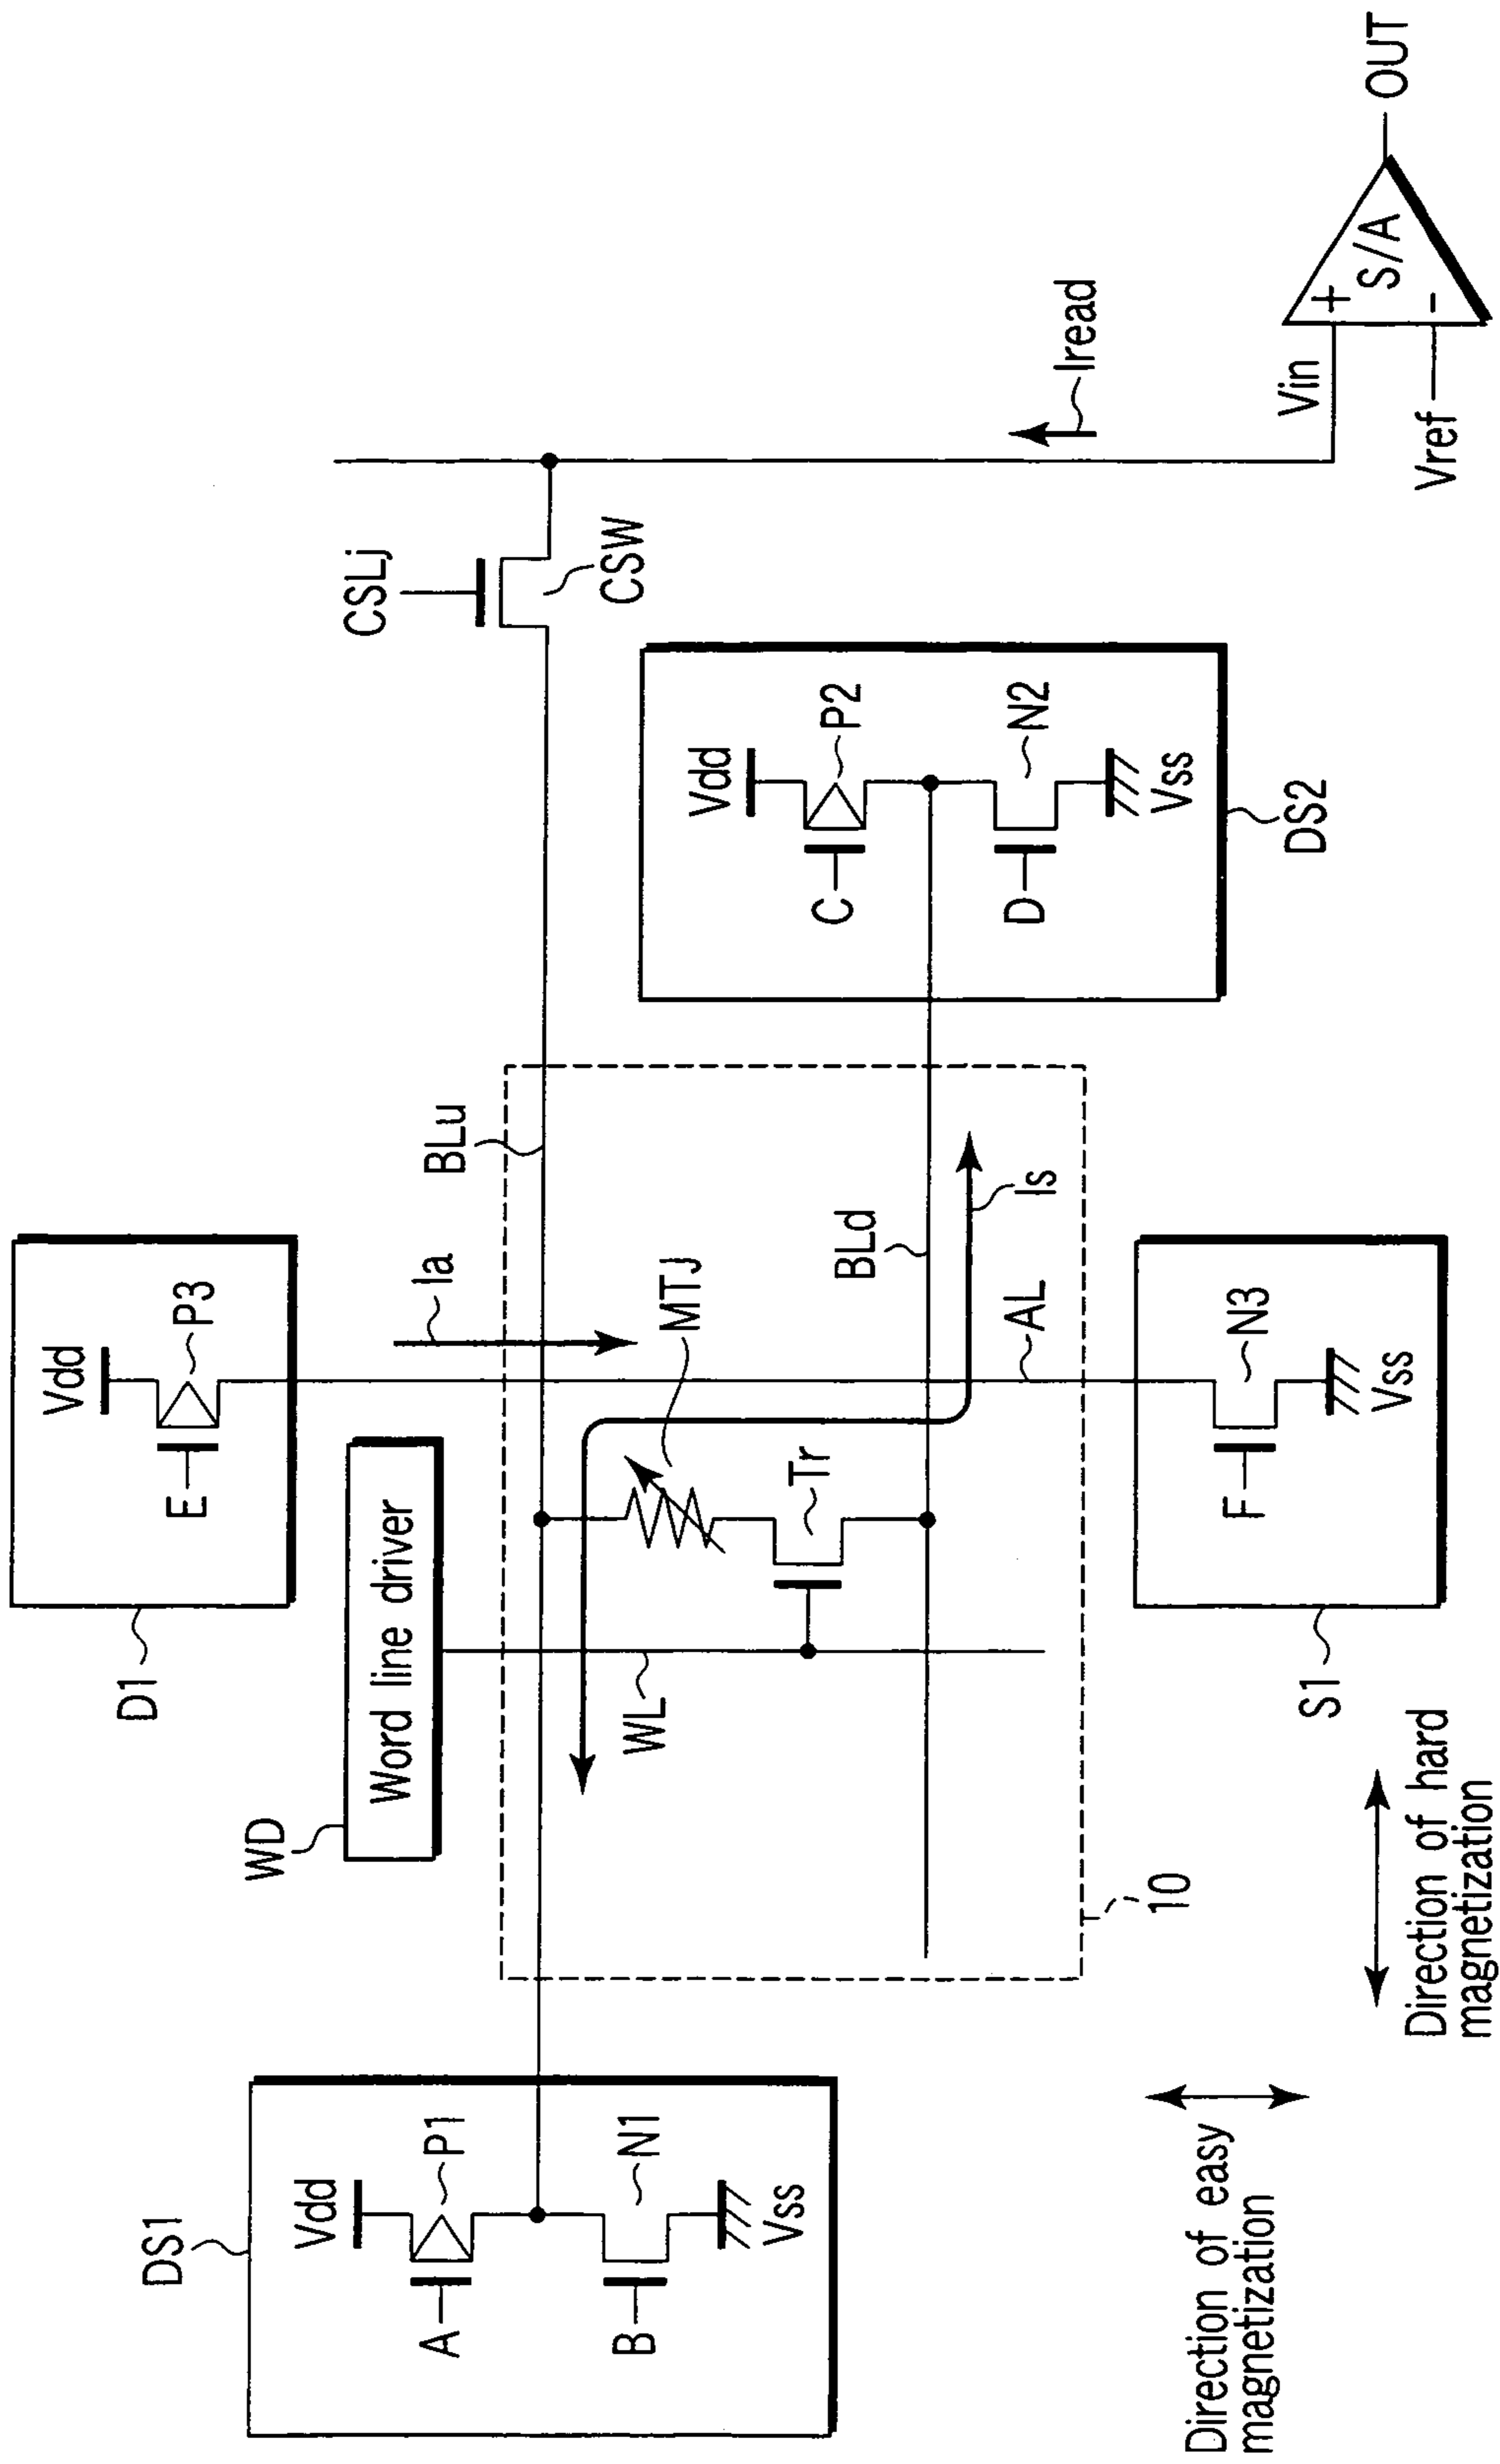 DS1
Vdd
A
P1
B
N1
Vss
D1
Vdd
E
P3
WD
Word line driver
Ia
BLu
MTJ
WL
Tr
BLd
Is
AL
10
CSLj
CSW
Vdd
C
P2
D
N2
Vss
DS2
Iread
Vin
Vref
+
-
S/A
OUT
F
N3
Vss
S1
Direction of easy
magnetization
Direction of hard
magnetization